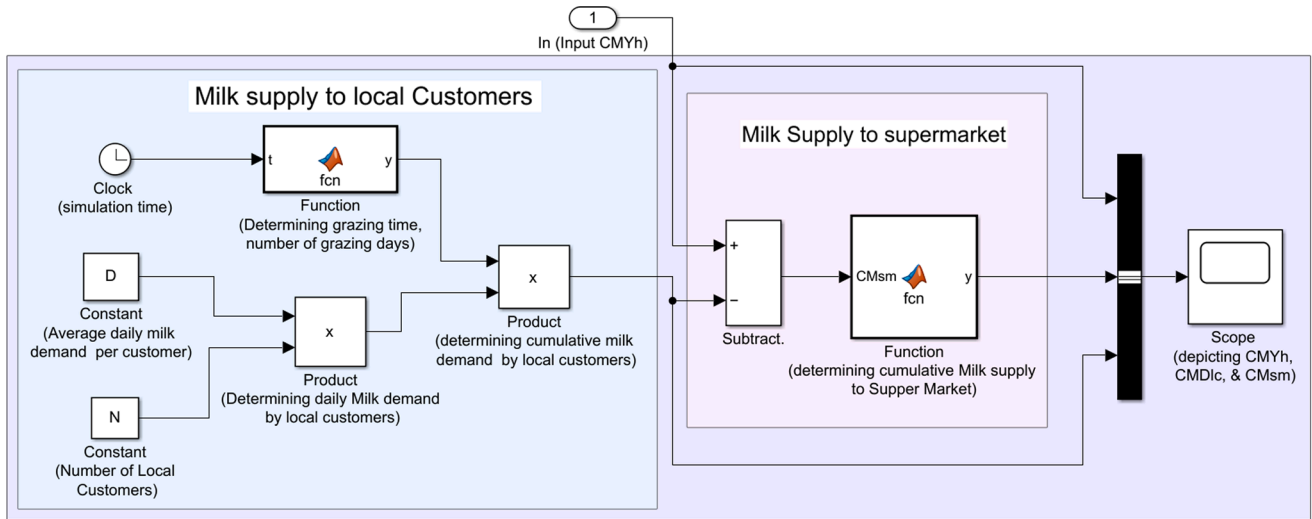 1
In (Input CMYh)
Milk supply to local Customers
t
y
fcn
Clock
(simulation time)
Function
(Determining grazing time,
number of grazing days)
D
Constant
(Average daily milk
demand  per customer)
x
Product
(Determining daily Milk demand
by local customers)
x
Product
(determining cumulative milk
demand  by local customers)
N
Constant
(Number of Local
Customers)
Milk Supply to supermarket
+
−
Subtract.
CMsm
y
fcn
Function
(determining cumulative Milk supply
to Supper Market)
Scope
(depicting CMYh,
CMDlc, & CMsm)